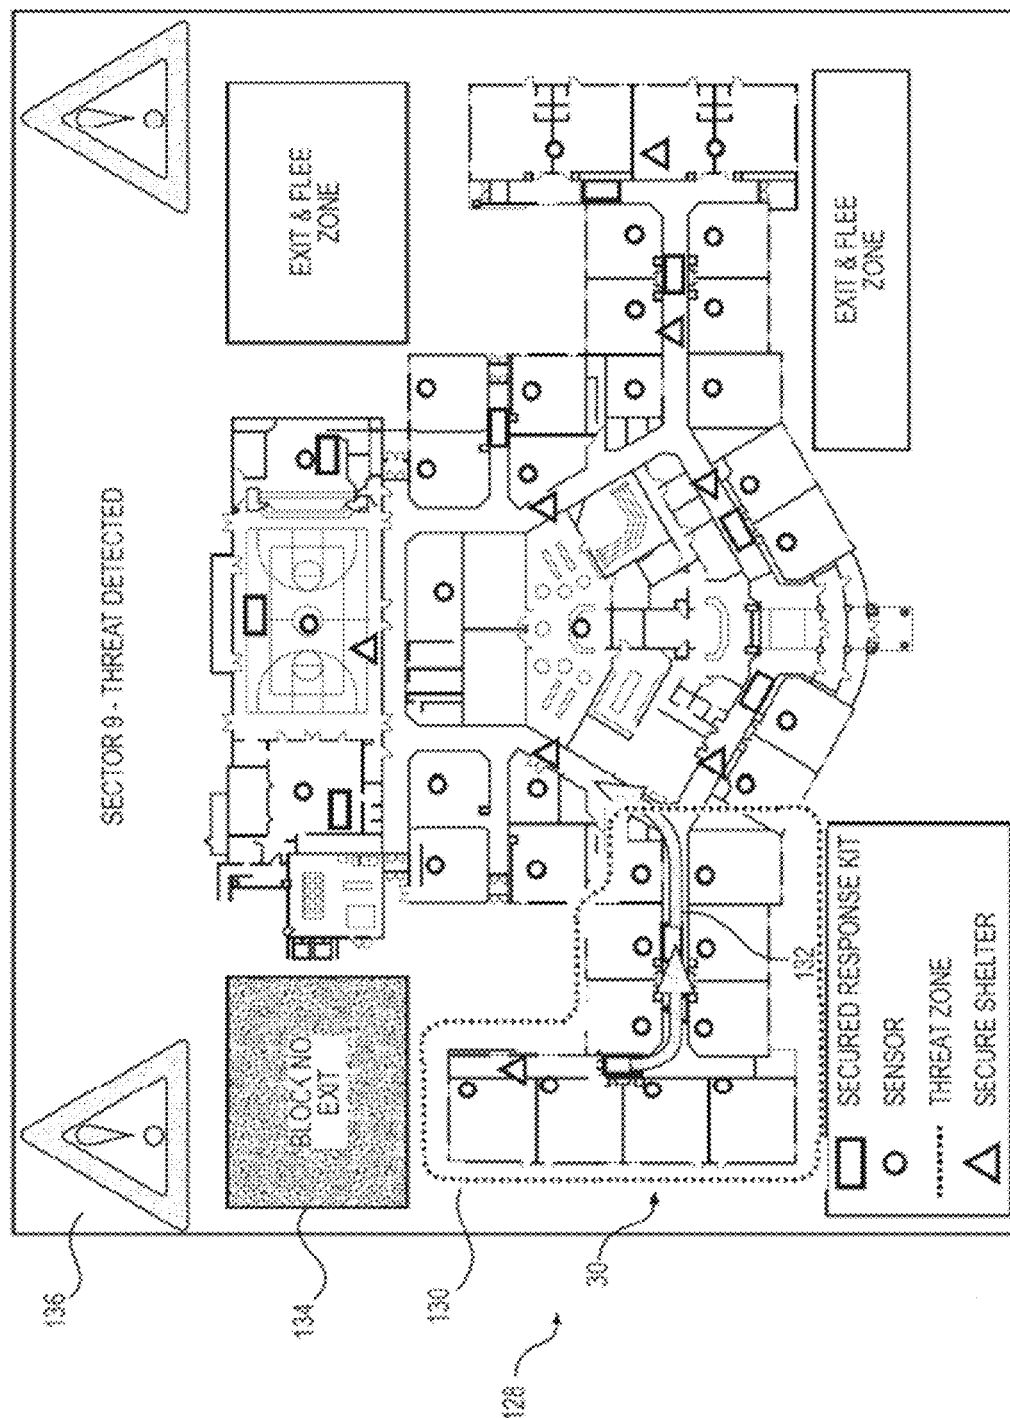 136
SECTOR 9 - THREAT DETECTED
134
BLOCK NO
EXIT
EXIT & FLEE
ZONE
130
30
128
132
EXIT & FLEE
ZONE
SECURED RESPONSE KIT
SENSOR
THREAT ZONE
SECURE SHELTER